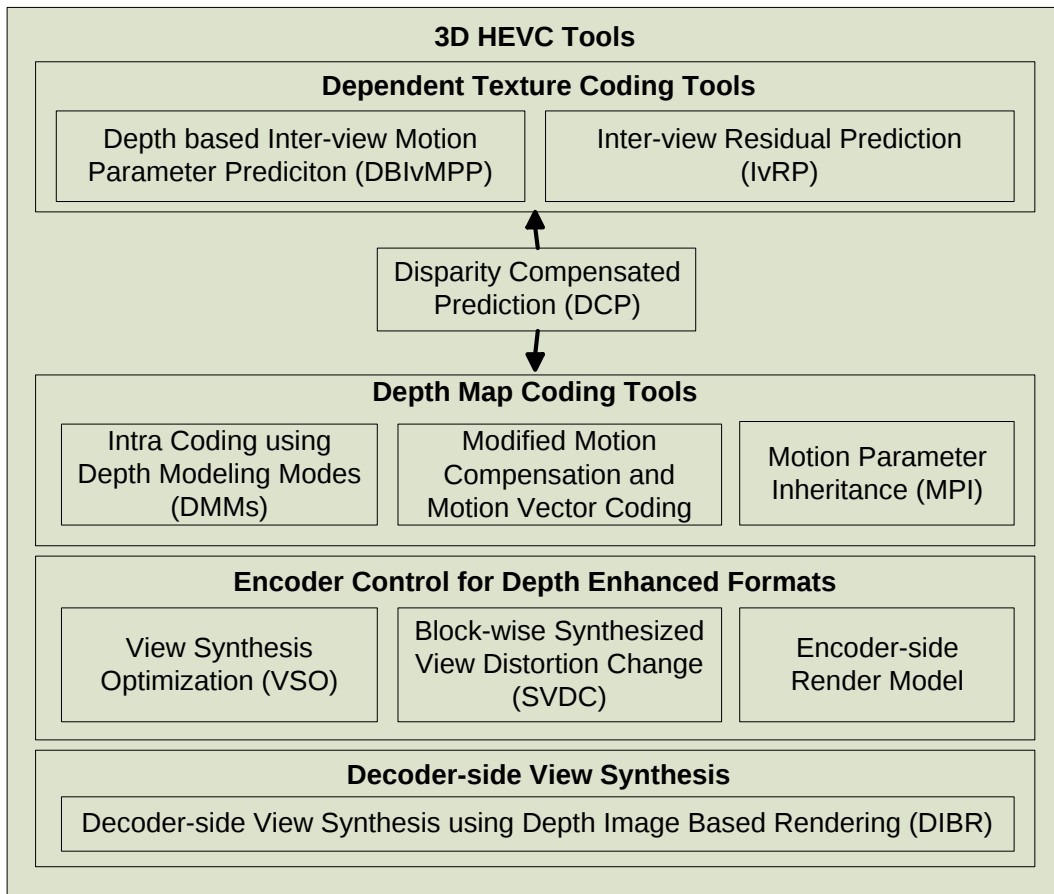 3D HEVC Tools
Dependent Texture Coding Tools
Depth based Inter-view Motion
Parameter Prediciton (DBIvMPP)
Inter-view Residual Prediction
(IvRP)
Disparity Compensated
Prediction (DCP)
Depth Map Coding Tools
Intra Coding using
Depth Modeling Modes
(DMMs)
Modified Motion
Compensation and
Motion Vector Coding
Motion Parameter
Inheritance (MPI)
Encoder Control for Depth Enhanced Formats
View Synthesis
Optimization (VSO)
Block-wise Synthesized
View Distortion Change
(SVDC)
Encoder-side
Render Model
Decoder-side View Synthesis
Decoder-side View Synthesis using Depth Image Based Rendering (DIBR)